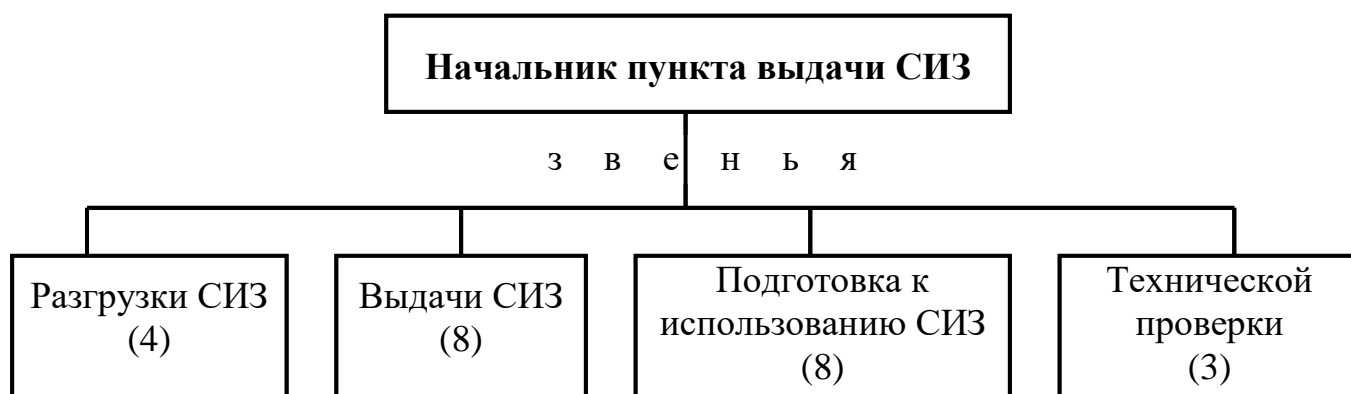 Начальник пункта выдачи СИЗ
з в е н ь я
Разгрузки СИЗ
(4)
Выдачи СИЗ
(8)
Подготовка к
использованию СИЗ
(8)
Технической
проверки
(3)